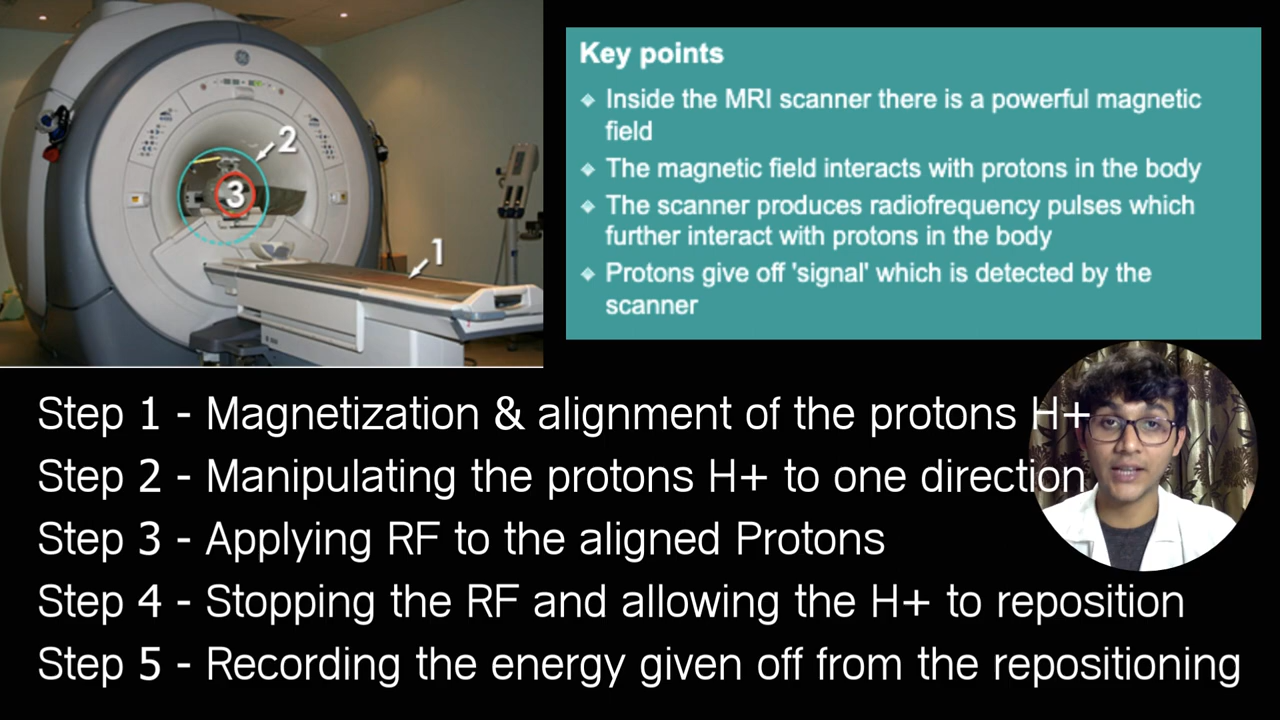 2
3
1
Key points
Inside the MRI scanner there is a powerful magnetic
field
The magnetic field interacts with protons in the body
The scanner produces radiofrequency pulses which
further interact with protons in the body
Protons give off 'signal' which is detected by the
scanner
Step 1 - Magnetization & alignment of the protons H+
Step 2 - Manipulating the protons H+ to one direction
Step 3 - Applying RF to the aligned Protons
Step 4 - Stopping the RF and allowing the H+ to reposition
Step 5 - Recording the energy given off from the repositioning